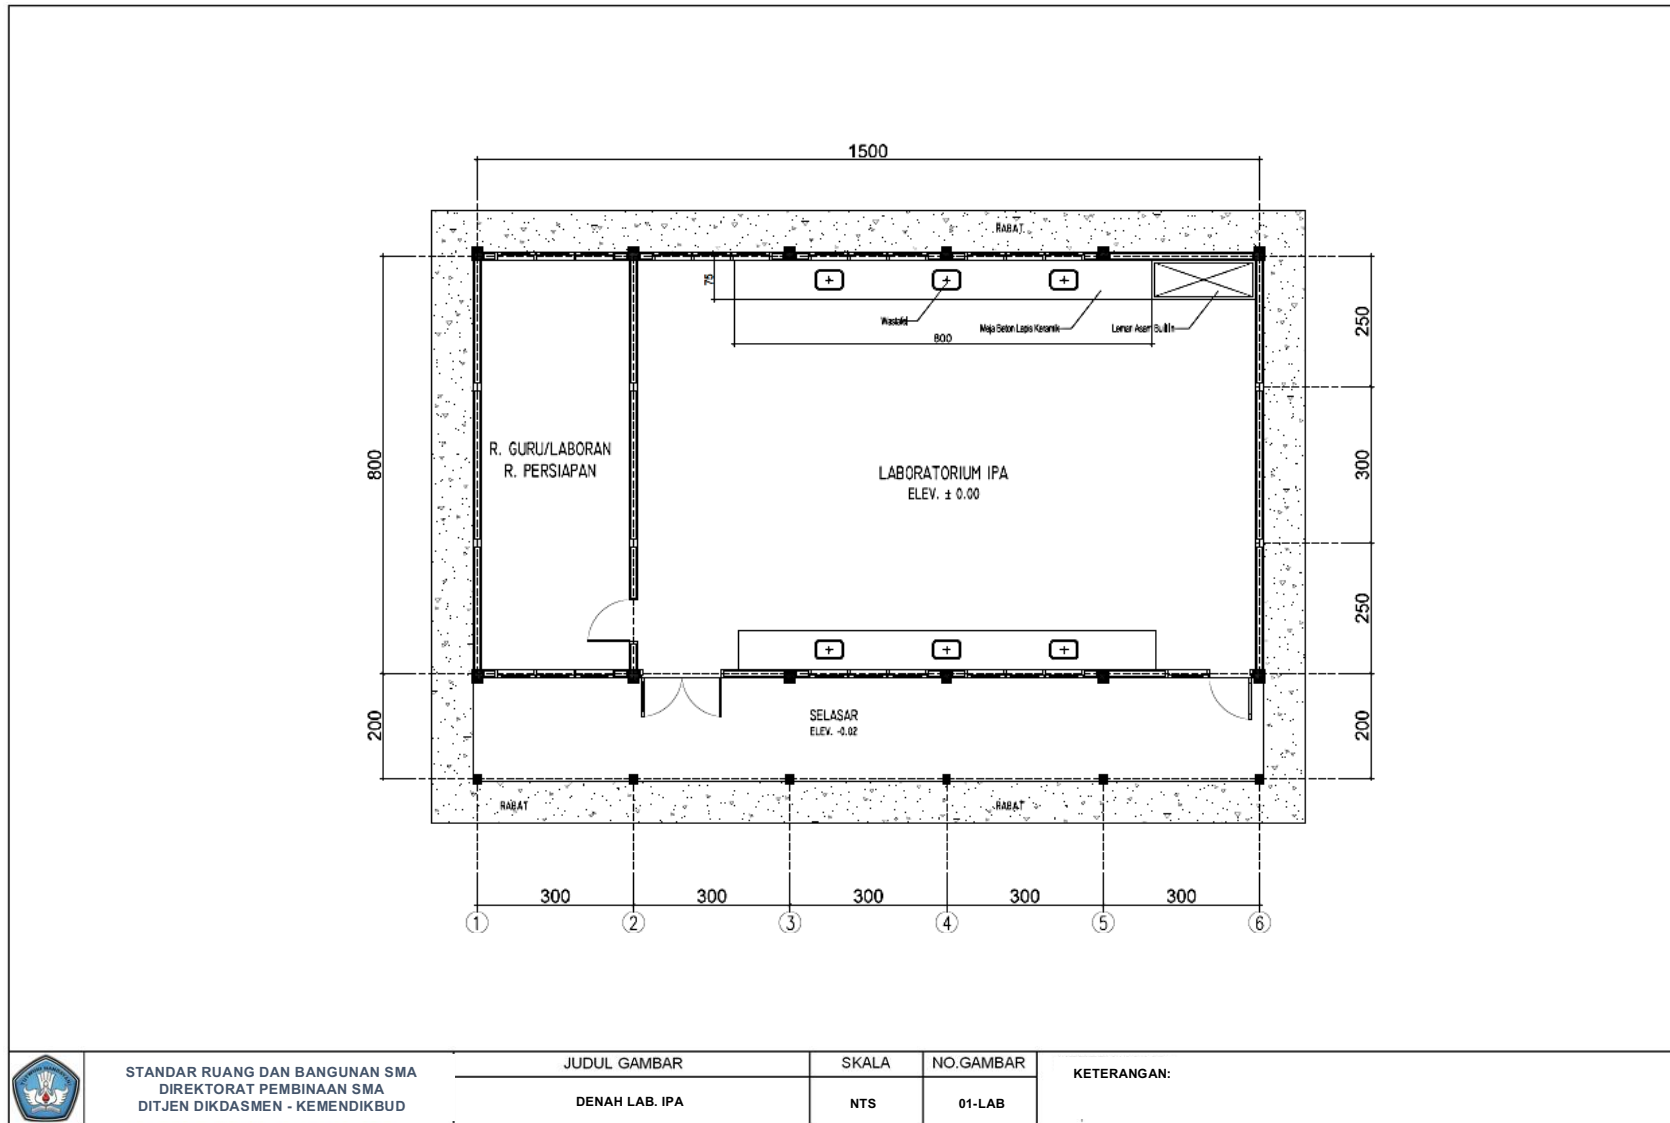 1500
RABAT
75
Wastafel
Meja Beton Lapis Keramik
Lemari Asam Builtin
800
250
800
R. GURU/LABORAN
R. PERSIAPAN
LABORATORIUM IPA
ELEV. ± 0.00
300
250
200
SELASAR
ELEV. -0.02
200
RABAT
RABAT
300
300
300
300
300
1
2
3
4
5
6
STANDAR RUANG DAN BANGUNAN SMA
DIREKTORAT PEMBINAAN SMA
DITJEN DIKDASMEN - KEMENDIKBUD
JUDUL GAMBAR
DENAH LAB. IPA
SKALA
NTS
NO.GAMBAR
01-LAB
KETERANGAN: